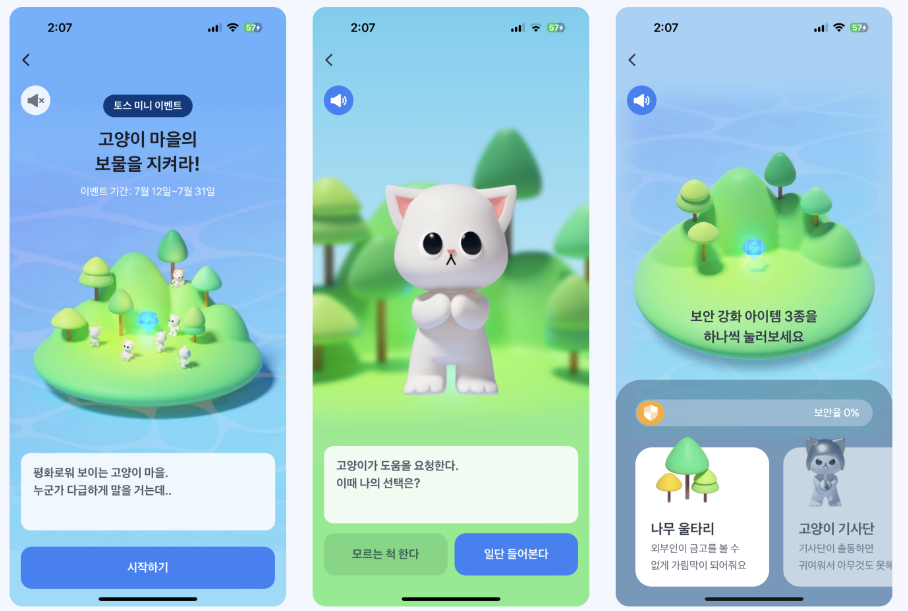 2:07
57
토스 미니 이벤트
고양이 마을의
보물을 지켜라!
이벤트 기간: 7월 12일~7월 31일
평화로워 보이는 고양이 마을.
누군가 다급하게 말을 거는데..
시작하기
2:07
57
고양이가 도움을 요청한다.
이때 나의 선택은?
모르는 척 한다
일단 들어본다
2:07
57
보안 강화 아이템 3종을
하나씩 눌러보세요
보안율 0%
나무 울타리
외부인이 금고를 볼 수
없게 가림막이 되어줘요
고양이 기사단
기사단이 출동하면
귀여워서 아무것도 못해